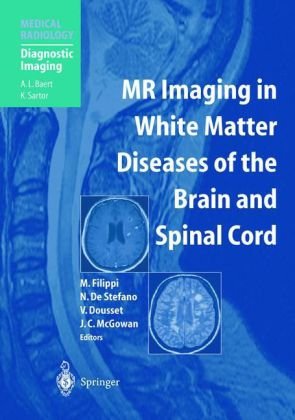 MEDICAL
RADIOLOGY
Diagnostic
Imaging
A. L. Baert
K. Sartor
MR Imaging in
White Matter
Diseases of the
Brain and
Spinal Cord
M. Filippi
N. De Stefano
V. Dousset
J. C. McGowan
Editors
Springer